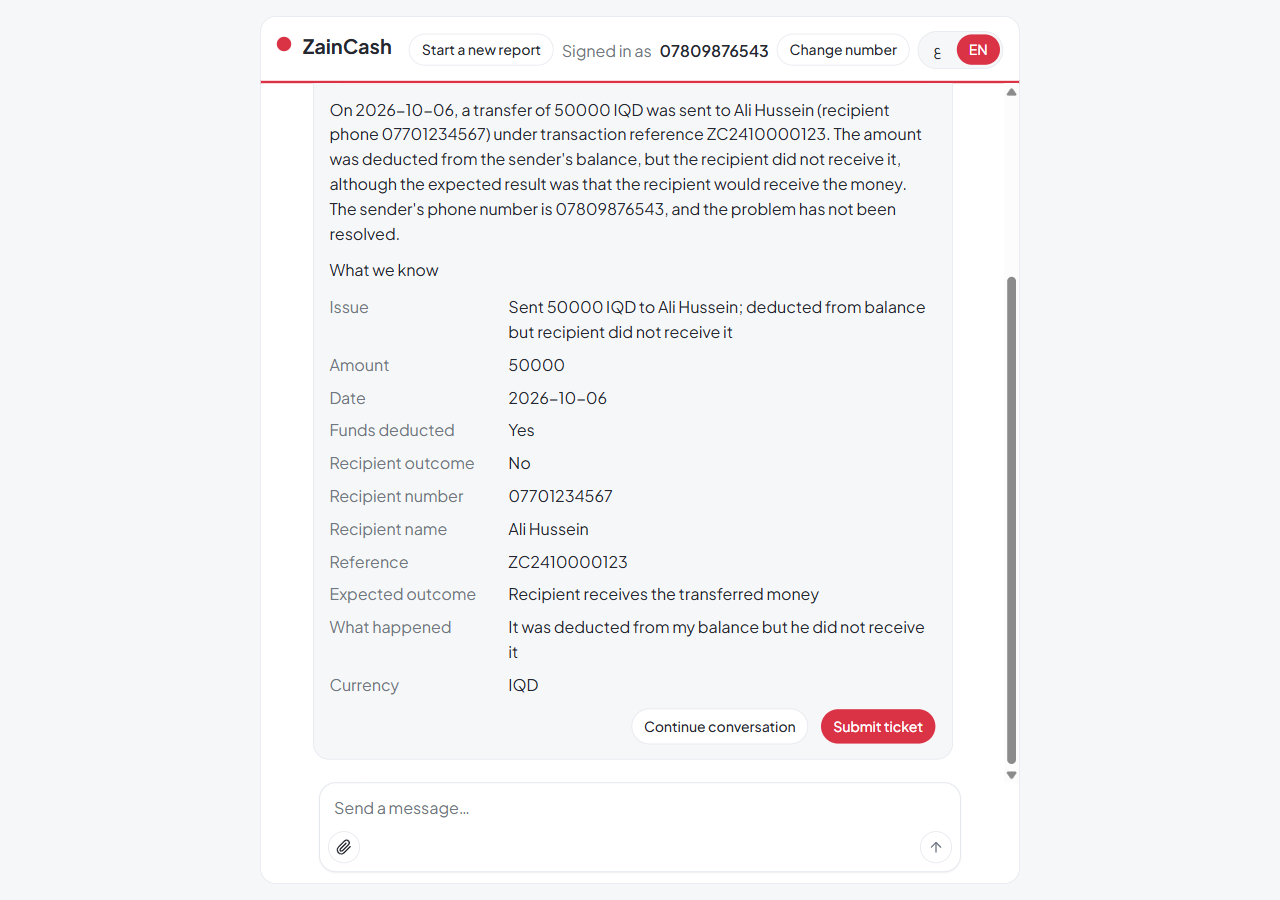 ZainCash
Start a new report
Signed in as 07809876543
Change number
ع
EN
On 2026-10-06, a transfer of 50000 IQD was sent to Ali Hussein (recipient
phone 07701234567) under transaction reference ZC2410000123. The amount
was deducted from the sender's balance, but the recipient did not receive it,
although the expected result was that the recipient would receive the money.
The sender's phone number is 07809876543, and the problem has not been
resolved.
What we know
Issue Sent 50000 IQD to Ali Hussein; deducted from balance
but recipient did not receive it
Amount 50000
Date 2026-10-06
Funds deducted Yes
Recipient outcome No
Recipient number 07701234567
Recipient name Ali Hussein
Reference ZC2410000123
Expected outcome Recipient receives the transferred money
What happened It was deducted from my balance but he did not receive
it
Currency IQD
Continue conversation
Submit ticket
Send a message…